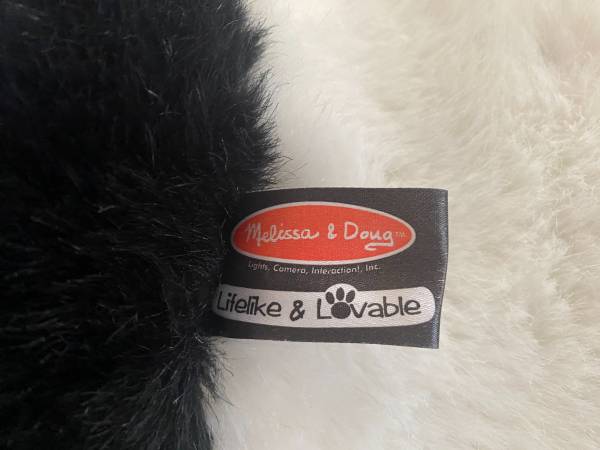 Melissa & Doug™
Lights, Camera, Interaction!, Inc.
Lifelike & Lovable